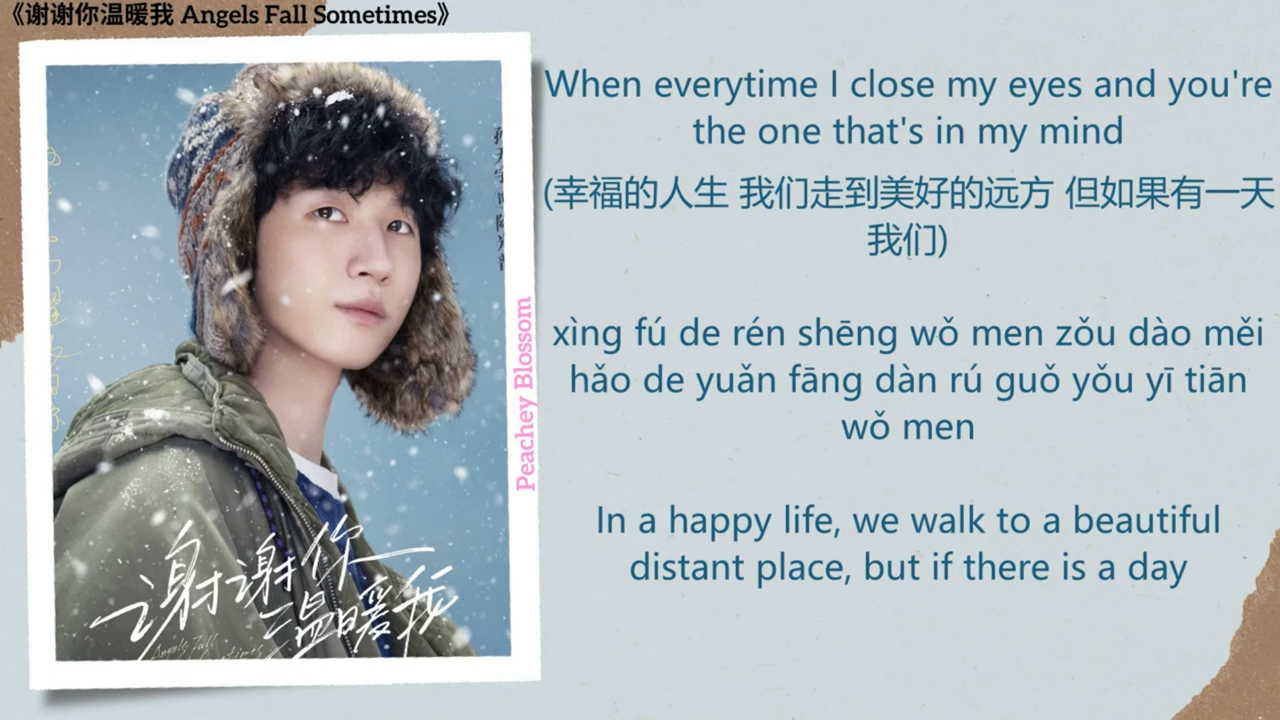 《谢谢你温暖我 Angels Fall Sometimes》
When everytime I close my eyes and you're
the one that's in my mind
(幸福的人生 我们走到美好的远方 但如果有一天
我们)
xìng fú de rén shēng wǒ men zǒu dào měi
hǎo de yuǎn fāng dàn rú guǒ yǒu yī tiān
wǒ men
In a happy life, we walk to a beautiful
distant place, but if there is a day
Peachey Blossom
谢谢你
温暖我
Angels Fall
Sometimes